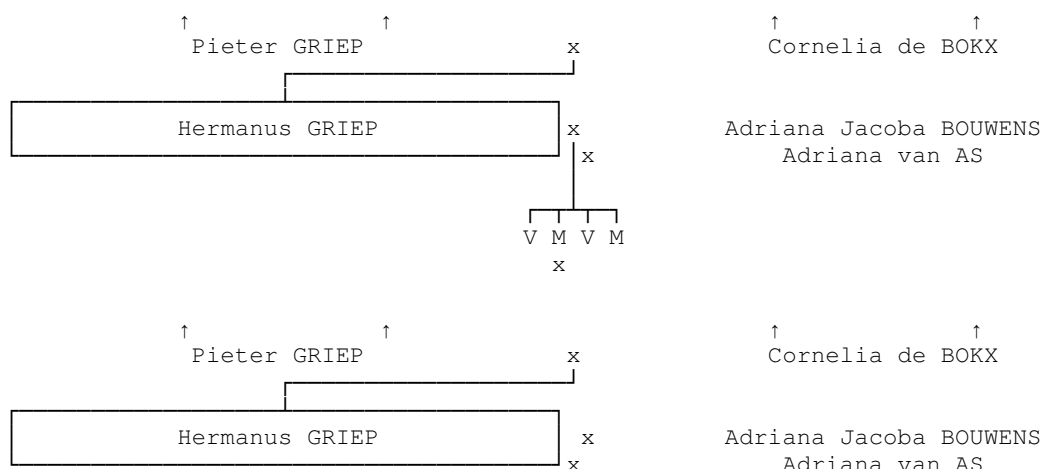 ↑ ↑ ↑ ↑
Pieter GRIEP x Cornelia de BOKX
Hermanus GRIEP x Adriana Jacoba BOUWENS
x Adriana van AS
V M V M
x
↑ ↑ ↑ ↑
Pieter GRIEP x Cornelia de BOKX
Hermanus GRIEP x Adriana Jacoba BOUWENS
x Adriana van AS